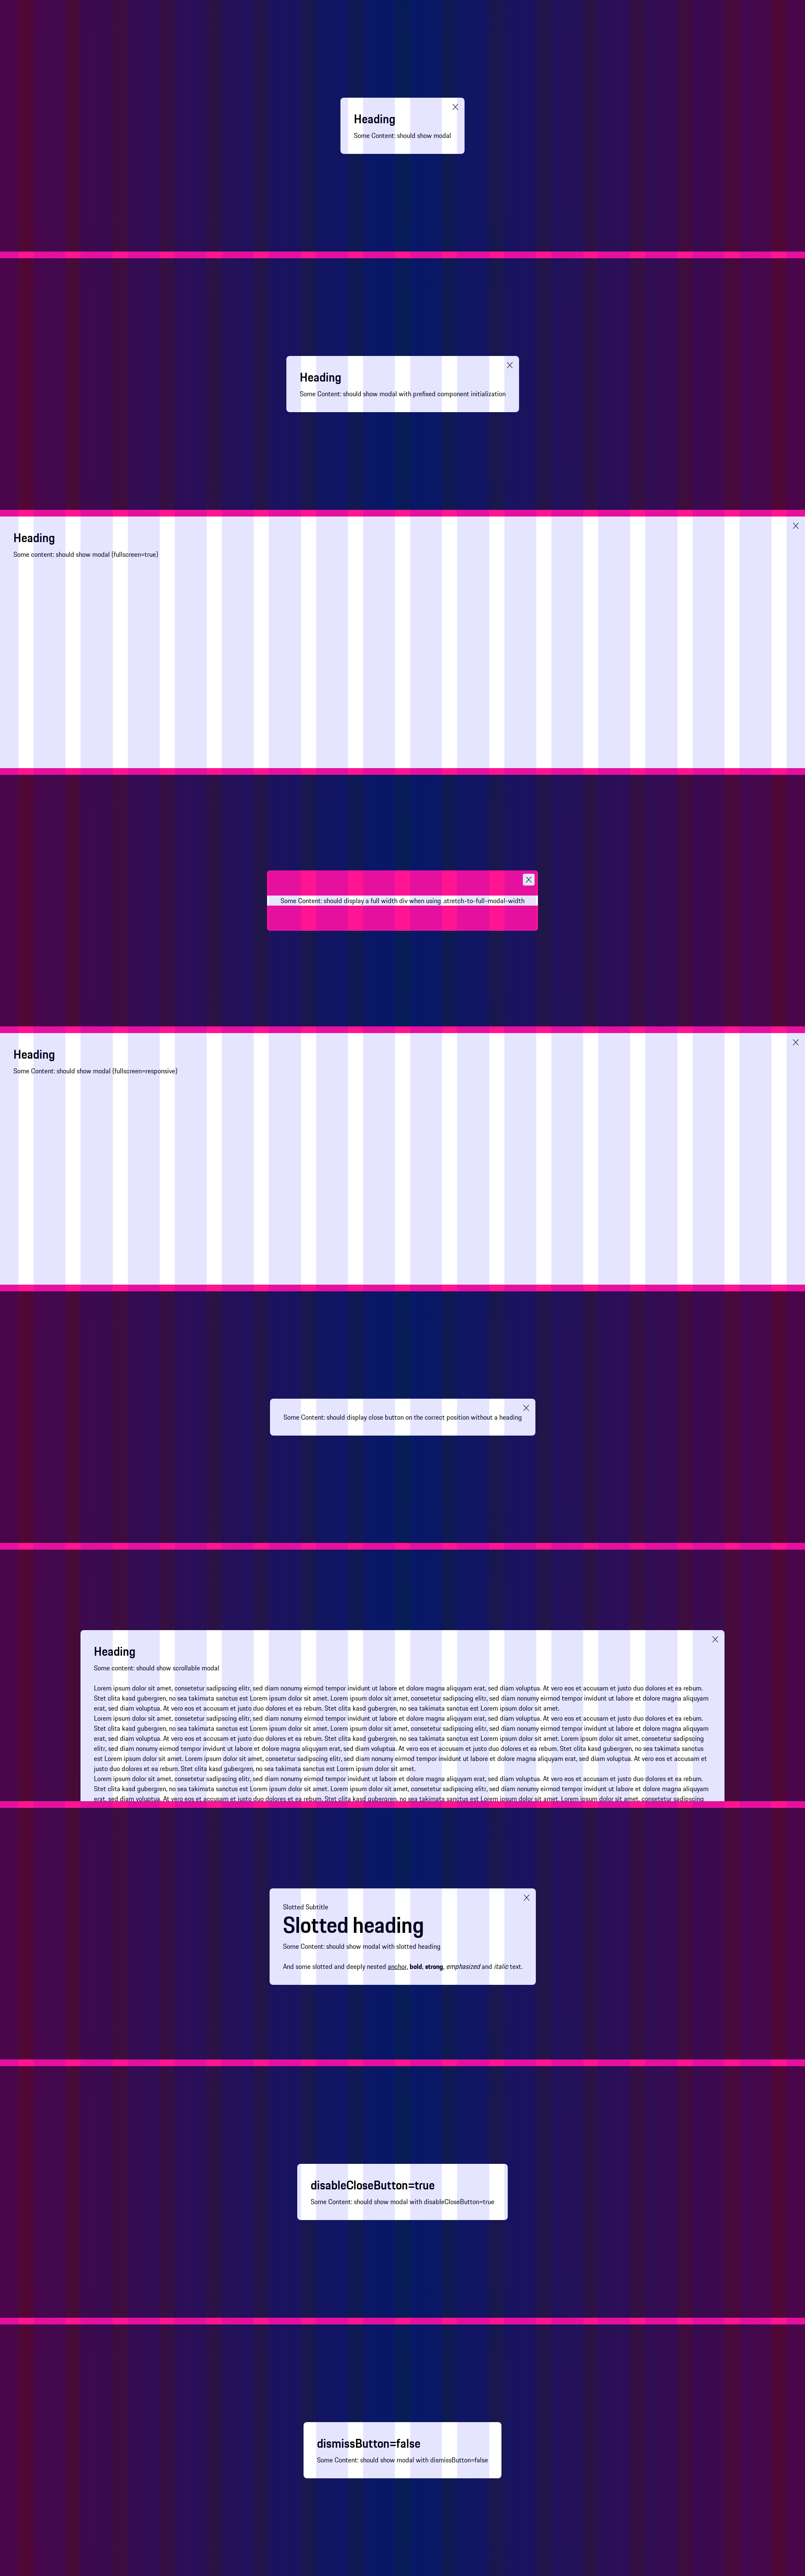 Heading
Some Content: should show modal
Heading
Some Content: should show modal with prefixed component initialization
Heading
Some content: should show modal (fullscreen=true)
Some Content: should display a full width div when using .stretch-to-full-modal-width
Heading
Some Content: should show modal (fullscreen=responsive)
Some Content: should display close button on the correct position without a heading
Heading
Some content: should show scrollable modal
Lorem ipsum dolor sit amet, consetetur sadipscing elitr, sed diam nonumy eirmod tempor invidunt ut labore et dolore magna aliquyam erat, sed diam voluptua. At vero eos et accusam et justo duo dolores et ea rebum.
Stet clita kasd gubergren, no sea takimata sanctus est Lorem ipsum dolor sit amet. Lorem ipsum dolor sit amet, consetetur sadipscing elitr, sed diam nonumy eirmod tempor invidunt ut labore et dolore magna aliquyam
erat, sed diam voluptua. At vero eos et accusam et justo duo dolores et ea rebum. Stet clita kasd gubergren, no sea takimata sanctus est Lorem ipsum dolor sit amet.
Lorem ipsum dolor sit amet, consetetur sadipscing elitr, sed diam nonumy eirmod tempor invidunt ut labore et dolore magna aliquyam erat, sed diam voluptua. At vero eos et accusam et justo duo dolores et ea rebum.
Stet clita kasd gubergren, no sea takimata sanctus est Lorem ipsum dolor sit amet. Lorem ipsum dolor sit amet, consetetur sadipscing elitr, sed diam nonumy eirmod tempor invidunt ut labore et dolore magna aliquyam
erat, sed diam voluptua. At vero eos et accusam et justo duo dolores et ea rebum. Stet clita kasd gubergren, no sea takimata sanctus est Lorem ipsum dolor sit amet. Lorem ipsum dolor sit amet, consetetur sadipscing
elitr, sed diam nonumy eirmod tempor invidunt ut labore et dolore magna aliquyam erat, sed diam voluptua. At vero eos et accusam et justo duo dolores et ea rebum. Stet clita kasd gubergren, no sea takimata sanctus
est Lorem ipsum dolor sit amet. Lorem ipsum dolor sit amet, consetetur sadipscing elitr, sed diam nonumy eirmod tempor invidunt ut labore et dolore magna aliquyam erat, sed diam voluptua. At vero eos et accusam et
justo duo dolores et ea rebum. Stet clita kasd gubergren, no sea takimata sanctus est Lorem ipsum dolor sit amet.
Lorem ipsum dolor sit amet, consetetur sadipscing elitr, sed diam nonumy eirmod tempor invidunt ut labore et dolore magna aliquyam erat, sed diam voluptua. At vero eos et accusam et justo duo dolores et ea rebum.
Stet clita kasd gubergren, no sea takimata sanctus est Lorem ipsum dolor sit amet. Lorem ipsum dolor sit amet, consetetur sadipscing elitr, sed diam nonumy eirmod tempor invidunt ut labore et dolore magna aliquyam
erat, sed diam voluptua. At vero eos et accusam et justo duo dolores et ea rebum. Stet clita kasd gubergren, no sea takimata sanctus est Lorem ipsum dolor sit amet. Lorem ipsum dolor sit amet, consetetur sadipscing
Slotted Subtitle
Slotted heading
Some Content: should show modal with slotted heading
And some slotted and deeply nested anchor, bold, strong, emphasized and italic text.
disableCloseButton=true
Some Content: should show modal with disableCloseButton=true
dismissButton=false
Some Content: should show modal with dismissButton=false